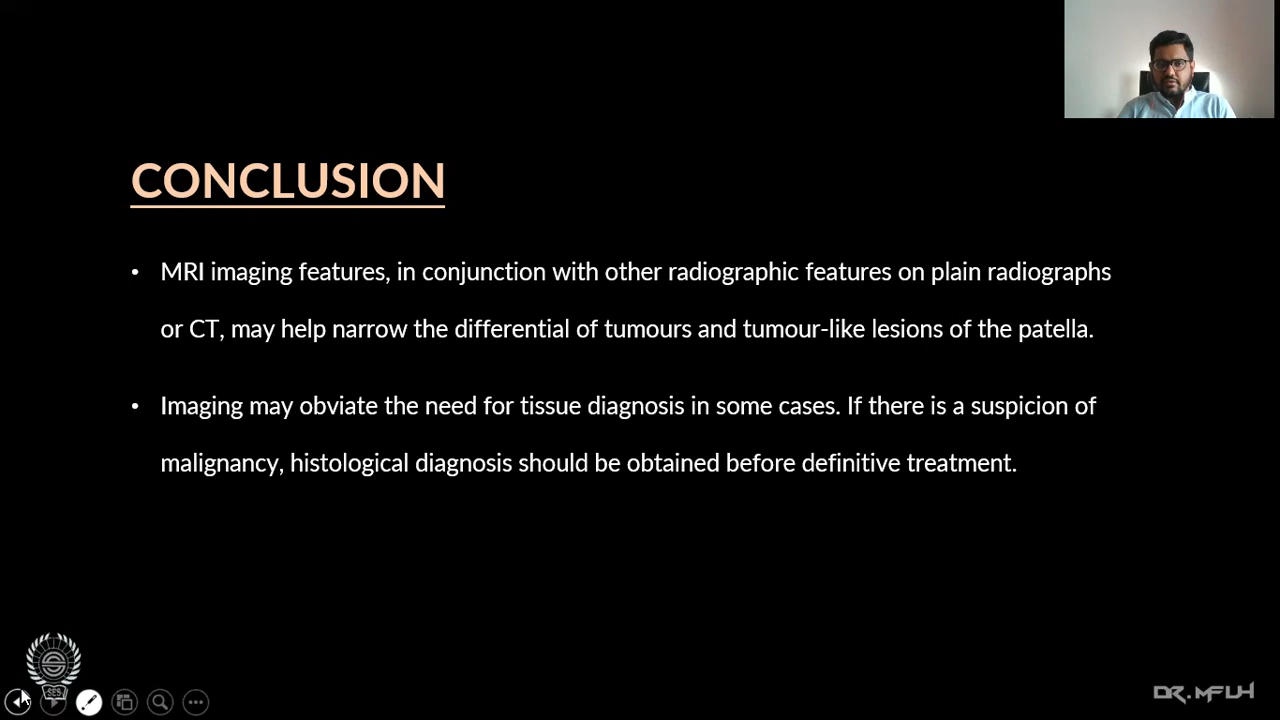 CONCLUSION
• MRI imaging features, in conjunction with other radiographic features on plain radiographs
or CT, may help narrow the differential of tumours and tumour-like lesions of the patella.
• Imaging may obviate the need for tissue diagnosis in some cases. If there is a suspicion of
malignancy, histological diagnosis should be obtained before definitive treatment.
SES